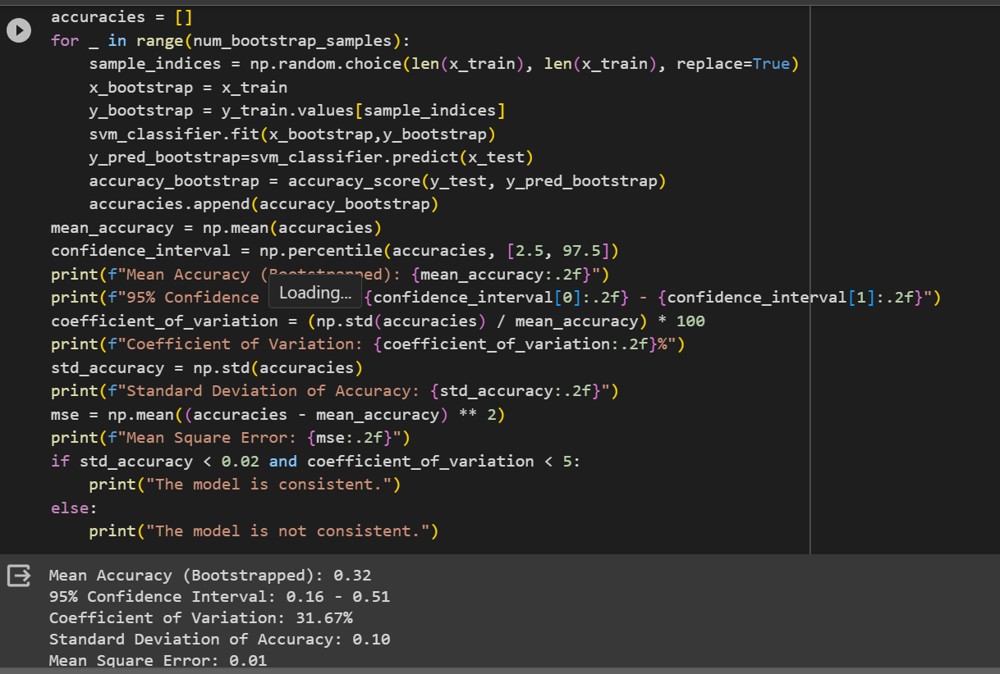 accuracies = []
for _ in range(num_bootstrap_samples):
    sample_indices = np.random.choice(len(x_train), len(x_train), replace=True)
    x_bootstrap = x_train
    y_bootstrap = y_train.values[sample_indices]
    svm_classifier.fit(x_bootstrap,y_bootstrap)
    y_pred_bootstrap=svm_classifier.predict(x_test)
    accuracy_bootstrap = accuracy_score(y_test, y_pred_bootstrap)
    accuracies.append(accuracy_bootstrap)
mean_accuracy = np.mean(accuracies)
confidence_interval = np.percentile(accuracies, [2.5, 97.5])
print(f"Mean Accuracy (Bootstrapped): {mean_accuracy:.2f}")
print(f"95% Confidence Loading... {confidence_interval[0]:.2f} - {confidence_interval[1]:.2f}")
coefficient_of_variation = (np.std(accuracies) / mean_accuracy) * 100
print(f"Coefficient of Variation: {coefficient_of_variation:.2f}%")
std_accuracy = np.std(accuracies)
print(f"Standard Deviation of Accuracy: {std_accuracy:.2f}")
mse = np.mean((accuracies - mean_accuracy) ** 2)
print(f"Mean Square Error: {mse:.2f}")
if std_accuracy < 0.02 and coefficient_of_variation < 5:
    print("The model is consistent.")
else:
    print("The model is not consistent.")
Mean Accuracy (Bootstrapped): 0.32
95% Confidence Interval: 0.16 - 0.51
Coefficient of Variation: 31.67%
Standard Deviation of Accuracy: 0.10
Mean Square Error: 0.01